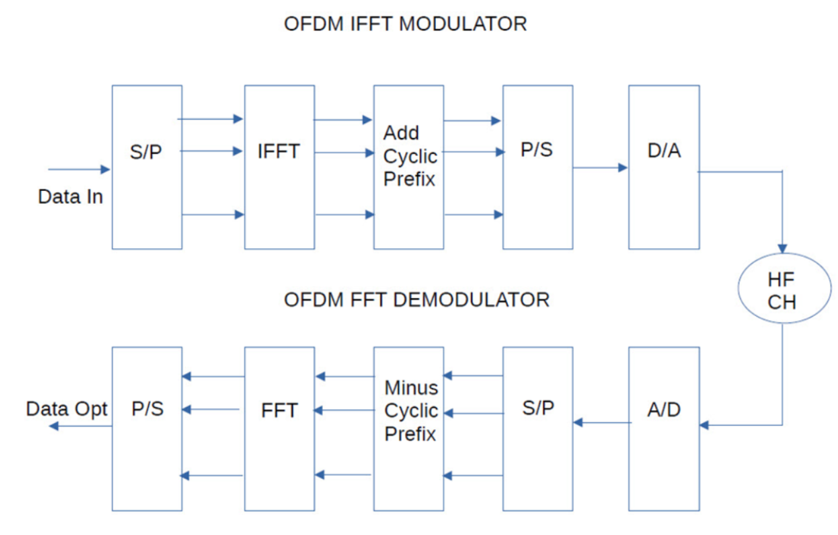 OFDM IFFT MODULATOR
S/P
IFFT
Add
Cyclic
Prefix
P/S
D/A
Data In
HF
CH
OFDM FFT DEMODULATOR
Data Opt
P/S
FFT
Minus
Cyclic
Prefix
S/P
A/D